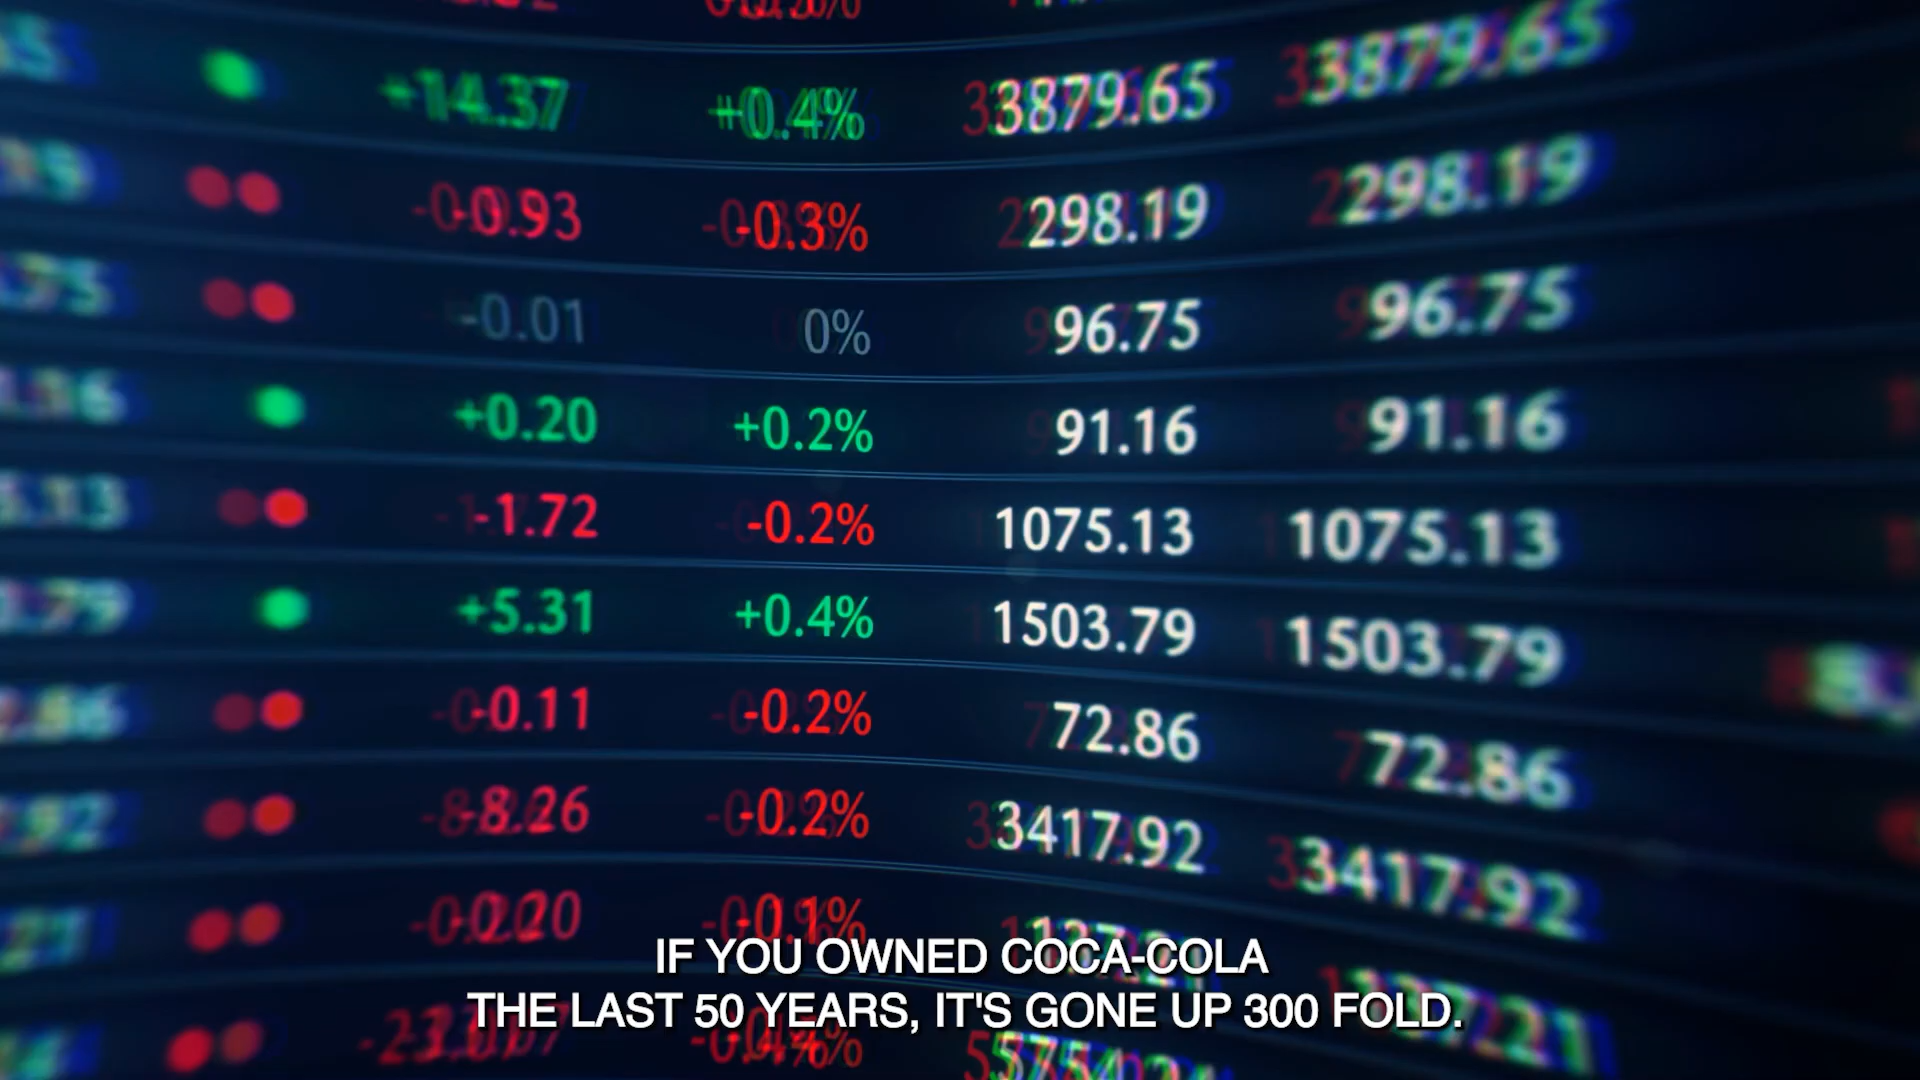 +14.37 +0.4% 3879.65 3879.65
-0.93 -0.3% 298.19 298.19
-0.01 0% 96.75 96.75
+0.20 +0.2% 91.16 91.16
-1.72 -0.2% 1075.13 1075.13
+5.31 +0.4% 1503.79 1503.79
-0.11 -0.2% 72.86 72.86
-8.26 -0.2% 3417.92 3417.92
-0.20 -0.1%
IF YOU OWNED COCA-COLA
THE LAST 50 YEARS, IT'S GONE UP 300 FOLD.